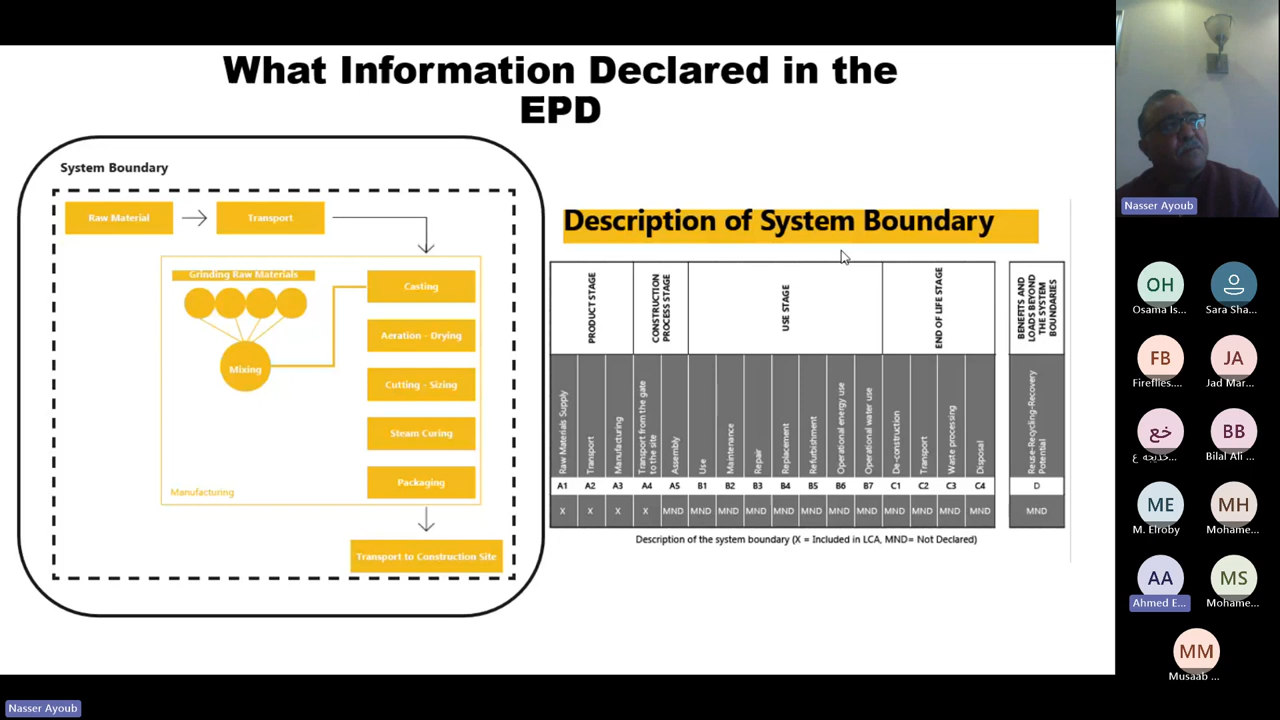 What Information Declared in the
EPD
System Boundary
Raw Material
Transport
Grinding Raw Materials
Mixing
Casting
Aeration - Drying
Cutting - Sizing
Steam Curing
Packaging
Manufacturing
Transport to Construction Site
Description of System Boundary
PRODUCT STAGE
CONSTRUCTION
PROCESS STAGE
USE STAGE
END OF LIFE STAGE
BENEFITS AND
LOADS BEYOND
THE SYSTEM
BOUNDARIES
Raw Materials Supply
Transport
Manufacturing
Transport from the gate
to the site
Assembly
Use
Maintenance
Repair
Replacement
Refurbishment
Operational energy use
Operational water use
De-construction
Transport
Waste processing
Disposal
Reuse-Recycling-Recovery
Potential
A1 A2 A3 A4 A5 B1 B2 B3 B4 B5 B6 B7 C1 C2 C3 C4 D
X X X X MND MND MND MND MND MND MND MND MND MND MND MND MND
Description of the system boundary (X = Included in LCA, MND= Not Declared)
Nasser Ayoub
OH
Osama Is...
Sara Sha...
FB
Fireflies....
JA
Jad Mar...
خع
خديجه ع...
BB
Bilal Ali ...
ME
M. Elroby
MH
Mohame...
AA
Ahmed E...
MS
Mohame...
MM
Musaab ...
Nasser Ayoub